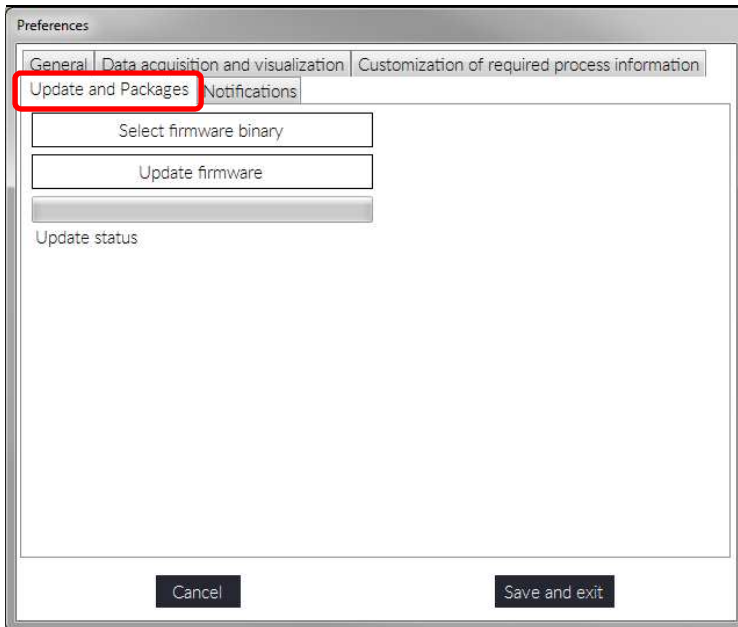 Preferences
General Data acquisition and visualization Customization of required process information
Update and Packages Notifications
Select firmware binary
Update firmware
Update status
Cancel Save and exit